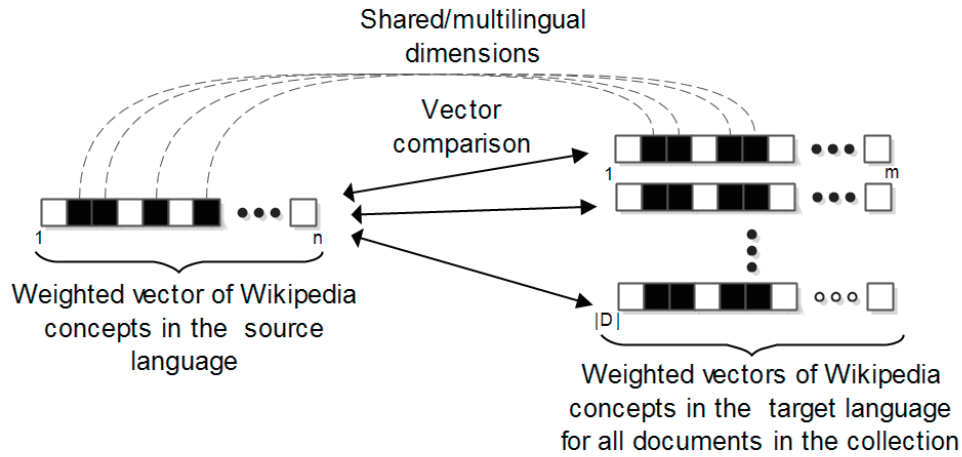 Shared/multilingual
dimensions
Vector
comparison
1
m
1
n
|D|
Weighted vector of Wikipedia
concepts in the source
language
Weighted vectors of Wikipedia
concepts in the target language
for all documents in the collection